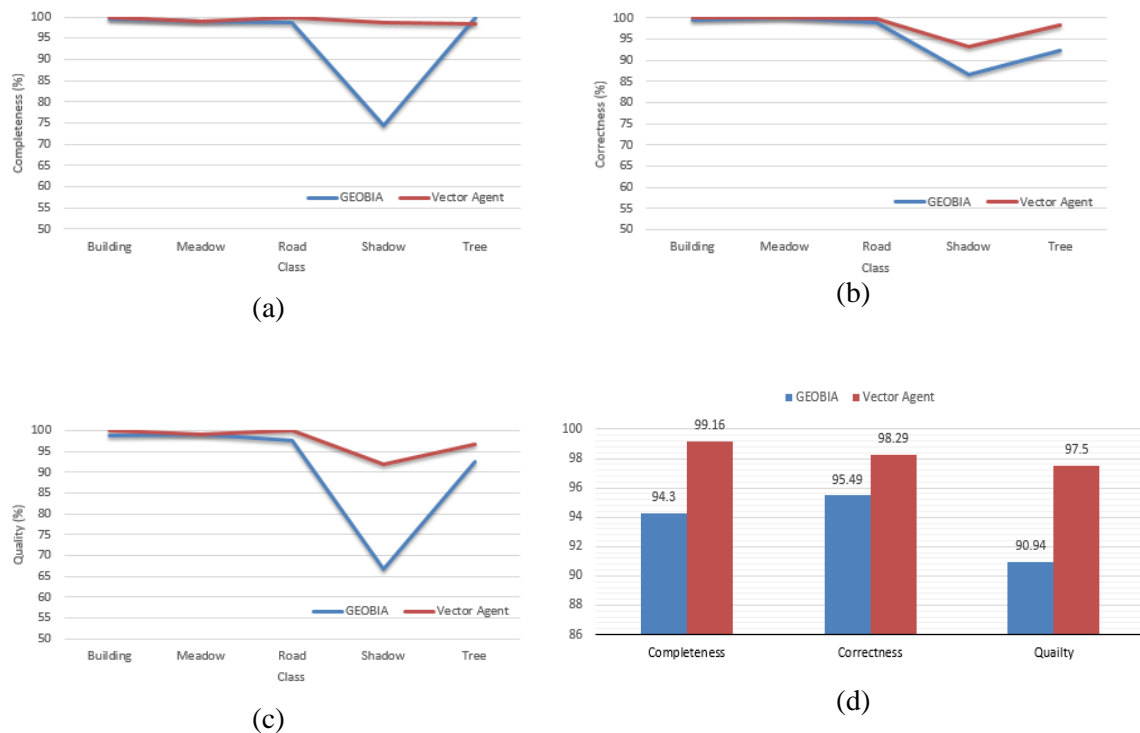 100
95
90
85
80
75
70
65
60
55
50
Completeness (%)
GEOBIA Vector Agent
Building Meadow Road Shadow Tree
Class
(a)
100
95
90
85
80
75
70
65
60
55
50
Correctness (%)
GEOBIA Vector Agent
Building Meadow Road Shadow Tree
Class
(b)
100
95
90
85
80
75
70
65
60
55
50
Quality (%)
GEOBIA Vector Agent
Building Meadow Road Shadow Tree
Class
(c)
GEOBIA Vector Agent
100
98
96
94
92
90
88
86
94.3 99.16 95.49 98.29 90.94 97.5
Completeness Correctness Quailty
(d)